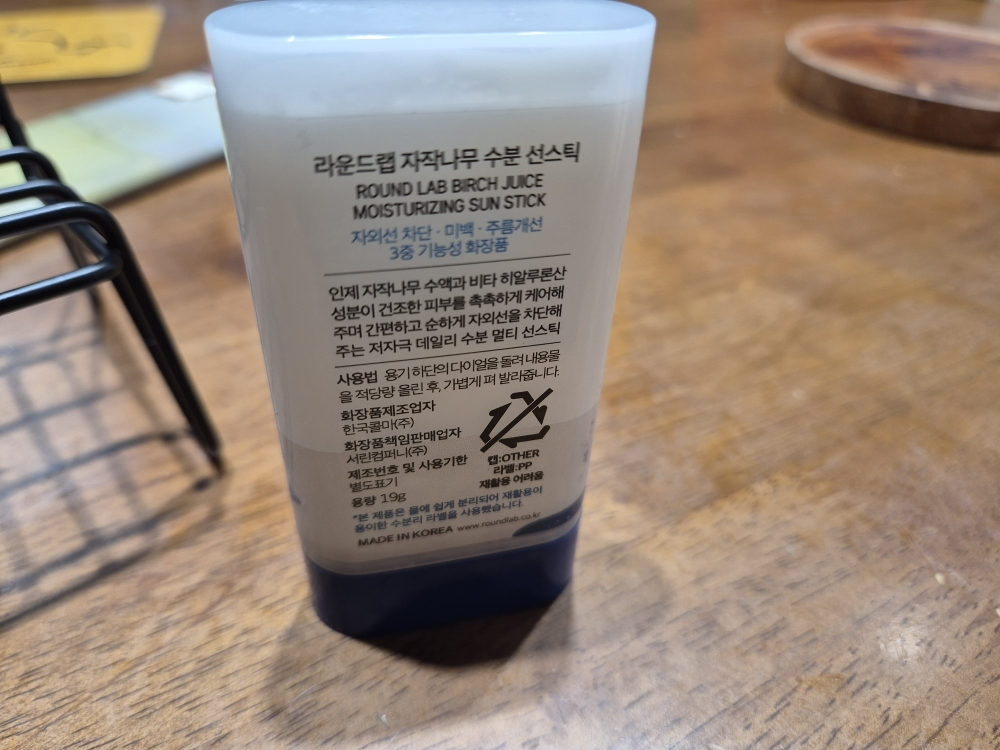 라운드랩 자작나무 수분 선스틱
ROUND LAB BIRCH JUICE
MOISTURIZING SUN STICK
자외선 차단 · 미백 · 주름개선
3중 기능성 화장품
인제 자작나무 수액과 비타 히알루론산
성분이 건조한 피부를 촉촉하게 케어해
주며 간편하고 순하게 자외선을 차단해
주는 저자극 데일리 수분 멀티 선스틱
사용법 용기 하단의 다이얼을 돌려 내용물
을 적당량 올린 후, 가볍게 펴 발라줍니다.
화장품제조업자
한국콜마(주)
화장품책임판매업자
서린컴퍼니(주)
제조번호 및 사용기한
별도표기
용량 19g
캡:OTHER
라벨:PP
재활용 어려움
*본 제품은 물에 쉽게 분리되어 재활용이
용이한 수분리 라벨을 사용했습니다.
MADE IN KOREA www.roundlab.co.kr